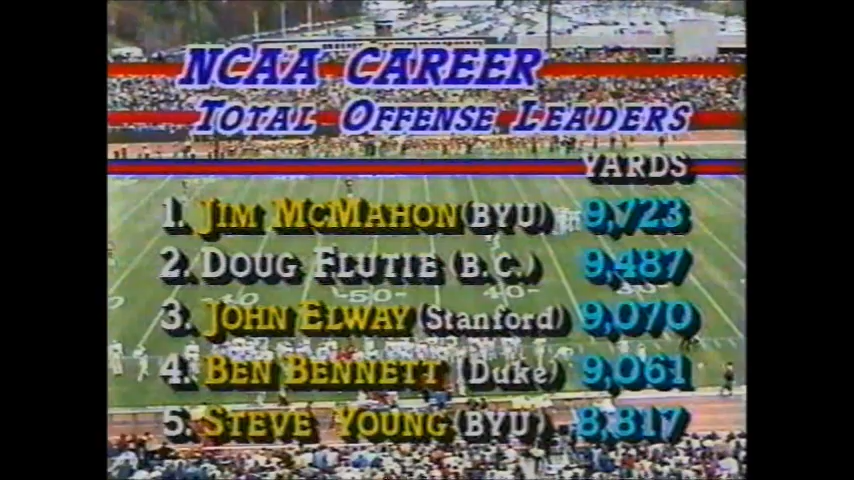 NCAA CAREER
TOTAL OFFENSE LEADERS
YARDS
1. JIM MCMAHON (BYU) 9,723
2. DOUG FLUTIE (B.C.) 9,487
3. JOHN ELWAY (Stanford) 9,070
4. BEN BENNETT (Duke) 9,061
5. STEVE YOUNG (BYU) 8,817